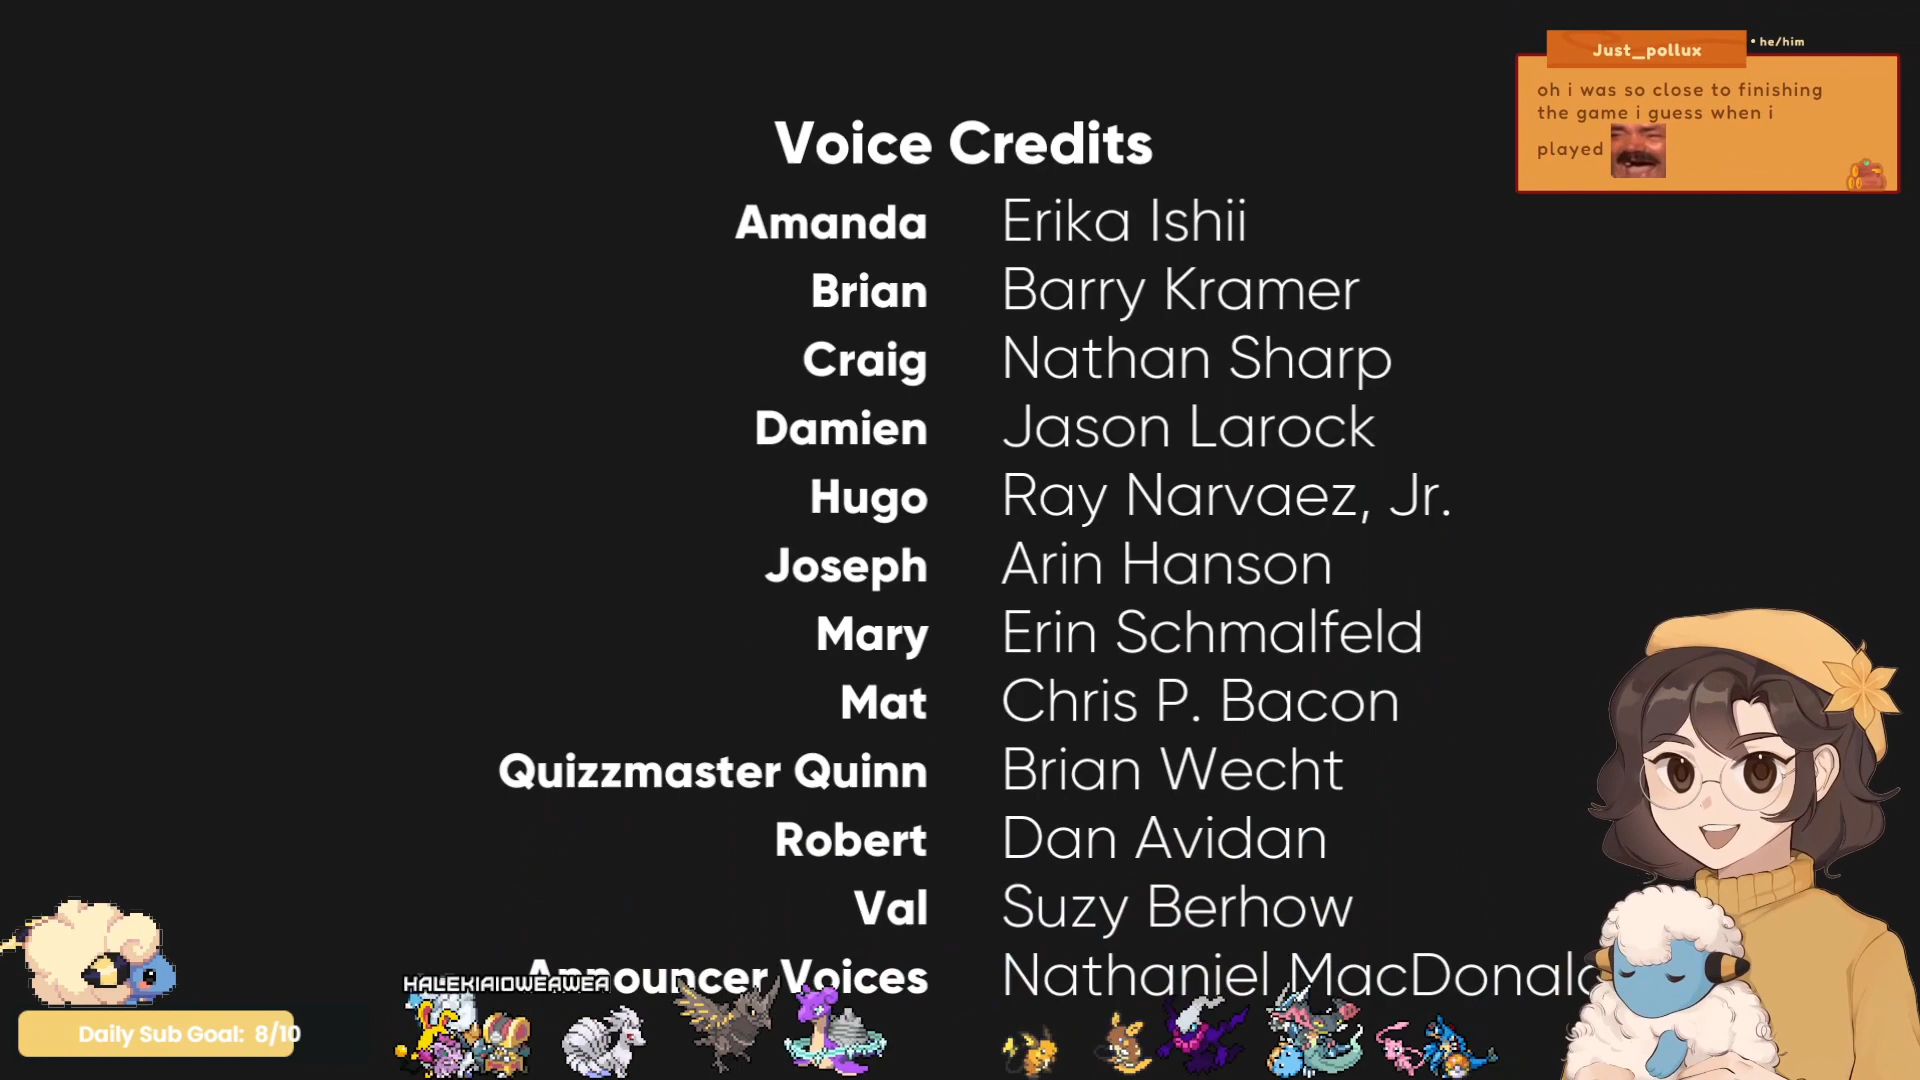 Just_pollux
• he/him
oh i was so close to finishing
the game i guess when i
played
Voice Credits
Amanda Erika Ishii
Brian Barry Kramer
Craig Nathan Sharp
Damien Jason Larock
Hugo Ray Narvaez, Jr.
Joseph Arin Hanson
Mary Erin Schmalfeld
Mat Chris P. Bacon
Quizzmaster Quinn Brian Wecht
Robert Dan Avidan
Val Suzy Berhow
Announcer Voices Nathaniel MacDonald
Daily Sub Goal: 8/10